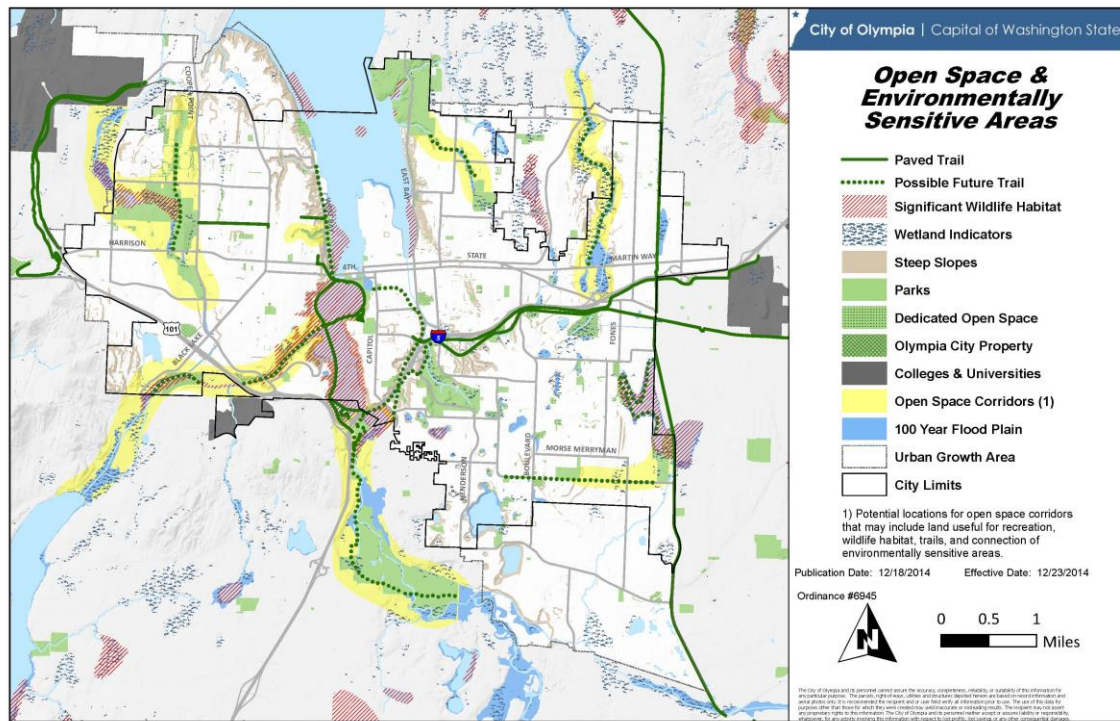 City of Olympia | Capital of Washington State
Open Space &
Environmentally
Sensitive Areas
Paved Trail
Possible Future Trail
Significant Wildlife Habitat
Wetland Indicators
Steep Slopes
Parks
Dedicated Open Space
Olympia City Property
Colleges & Universities
Open Space Corridors (1)
100 Year Flood Plain
Urban Growth Area
City Limits
1) Potential locations for open space corridors
that may include land useful for recreation,
wildlife habitat, trails, and connection of
environmentally sensitive areas.
Publication Date: 12/18/2014 Effective Date: 12/23/2014
Ordinance #6945
N
0 0.5 1
Miles
COOPER POINT
EAST BAY
HARRISON
4TH
STATE
MARTIN WAY
101
BLACK LAKE
CAPITOL
5
FONES
BOULEVARD
MORSE MERRYMAN
HENDERSON